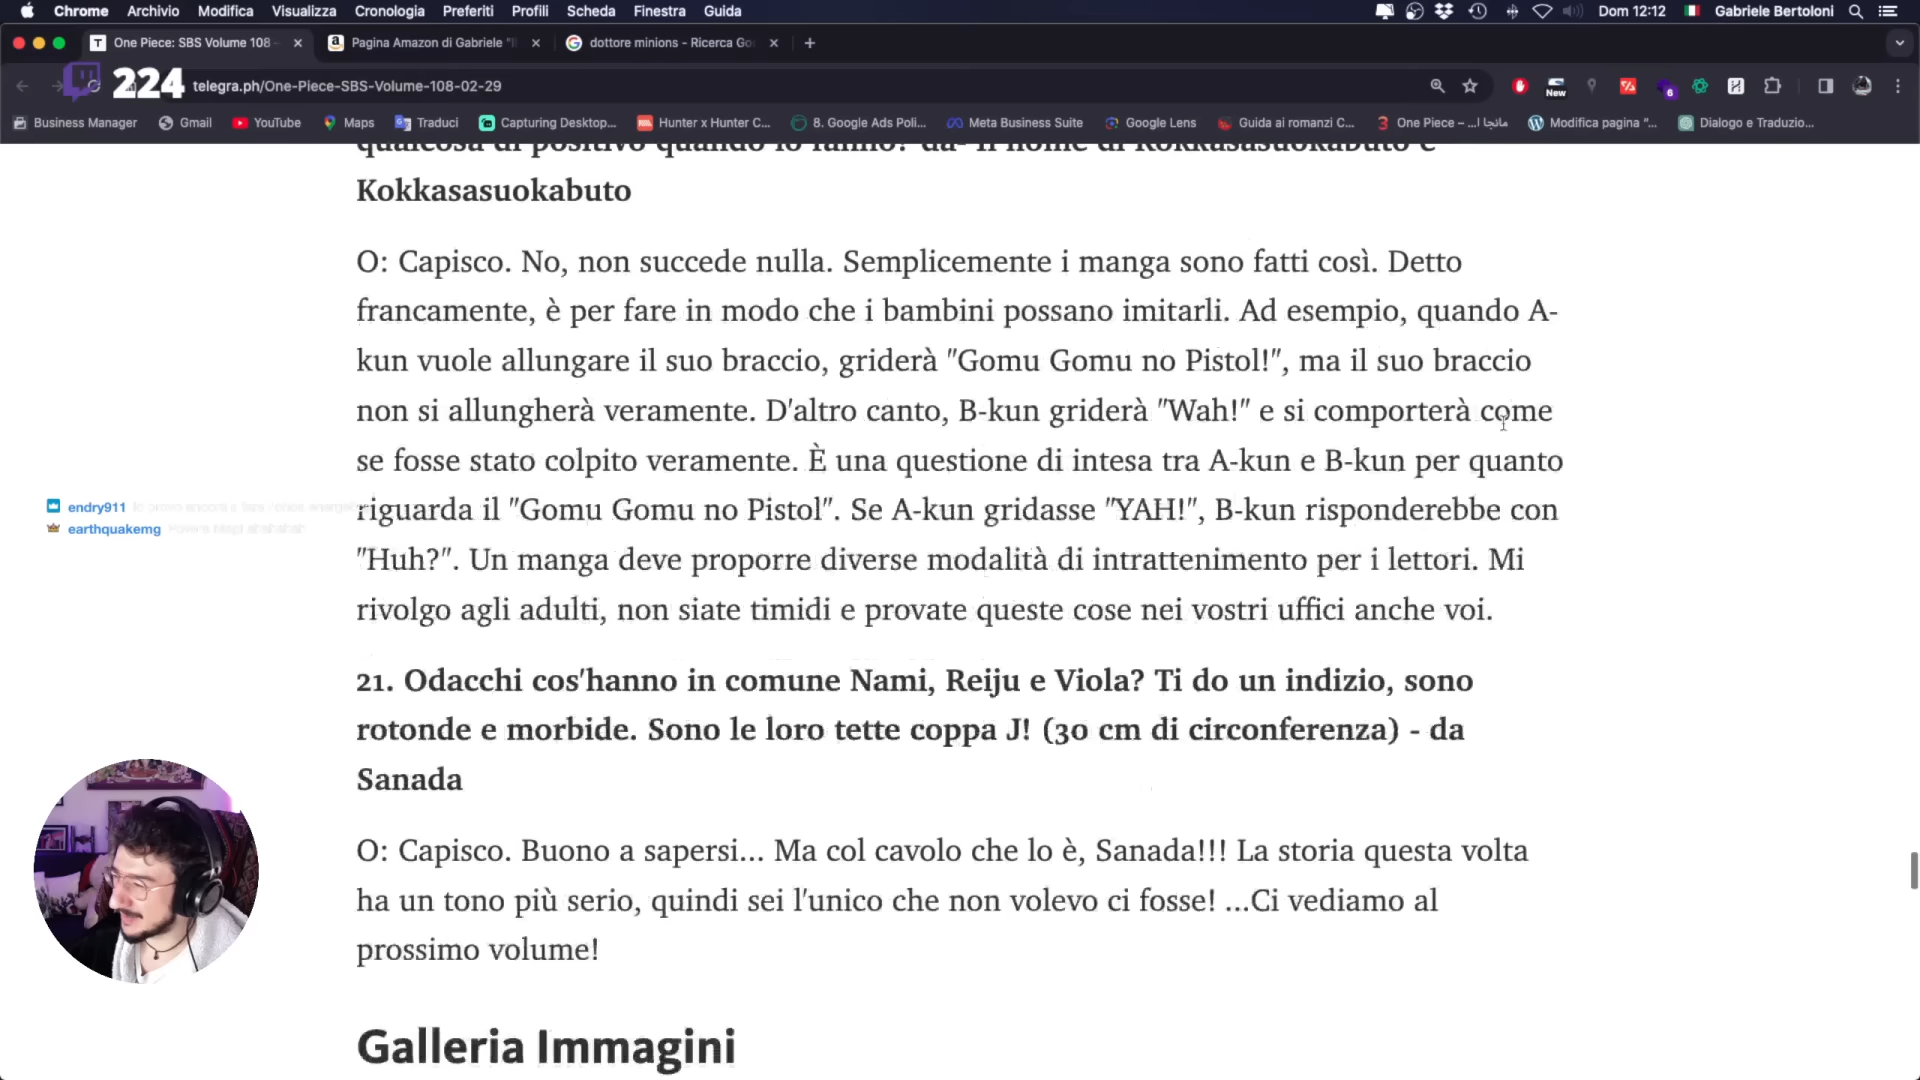 Chrome Archivio Modifica Visualizza Cronologia Preferiti Profili Scheda Finestra Guida Dom 12:12 Gabriele Bertoloni
One Piece: SBS Volume 108 - Pagina Amazon di Gabriele "Il dottore minions - Ricerca Go
224 telegra.ph/One-Piece-SBS-Volume-108-02-29 New 6
Business Manager Gmail YouTube Maps Traduci Capturing Desktop... Hunter x Hunter C... 8. Google Ads Poli... Meta Business Suite Google Lens Guida ai romanzi C... One Piece – ...مانجا ا Modifica pagina "... Dialogo e Traduzio...
qualcosa di positivo quando lo fanno? da- Il nome di Kokkasasuokabuto è
Kokkasasuokabuto
O: Capisco. No, non succede nulla. Semplicemente i manga sono fatti così. Detto
francamente, è per fare in modo che i bambini possano imitarli. Ad esempio, quando A-
kun vuole allungare il suo braccio, griderà "Gomu Gomu no Pistol!", ma il suo braccio
non si allungherà veramente. D'altro canto, B-kun griderà "Wah!" e si comporterà come
se fosse stato colpito veramente. È una questione di intesa tra A-kun e B-kun per quanto
riguarda il "Gomu Gomu no Pistol". Se A-kun gridasse "YAH!", B-kun risponderebbe con
"Huh?". Un manga deve proporre diverse modalità di intrattenimento per i lettori. Mi
rivolgo agli adulti, non siate timidi e provate queste cose nei vostri uffici anche voi.
endry911
earthquakemg
21. Odacchi cos'hanno in comune Nami, Reiju e Viola? Ti do un indizio, sono
rotonde e morbide. Sono le loro tette coppa J! (30 cm di circonferenza) - da
Sanada
O: Capisco. Buono a sapersi... Ma col cavolo che lo è, Sanada!!! La storia questa volta
ha un tono più serio, quindi sei l'unico che non volevo ci fosse! ...Ci vediamo al
prossimo volume!
Galleria Immagini